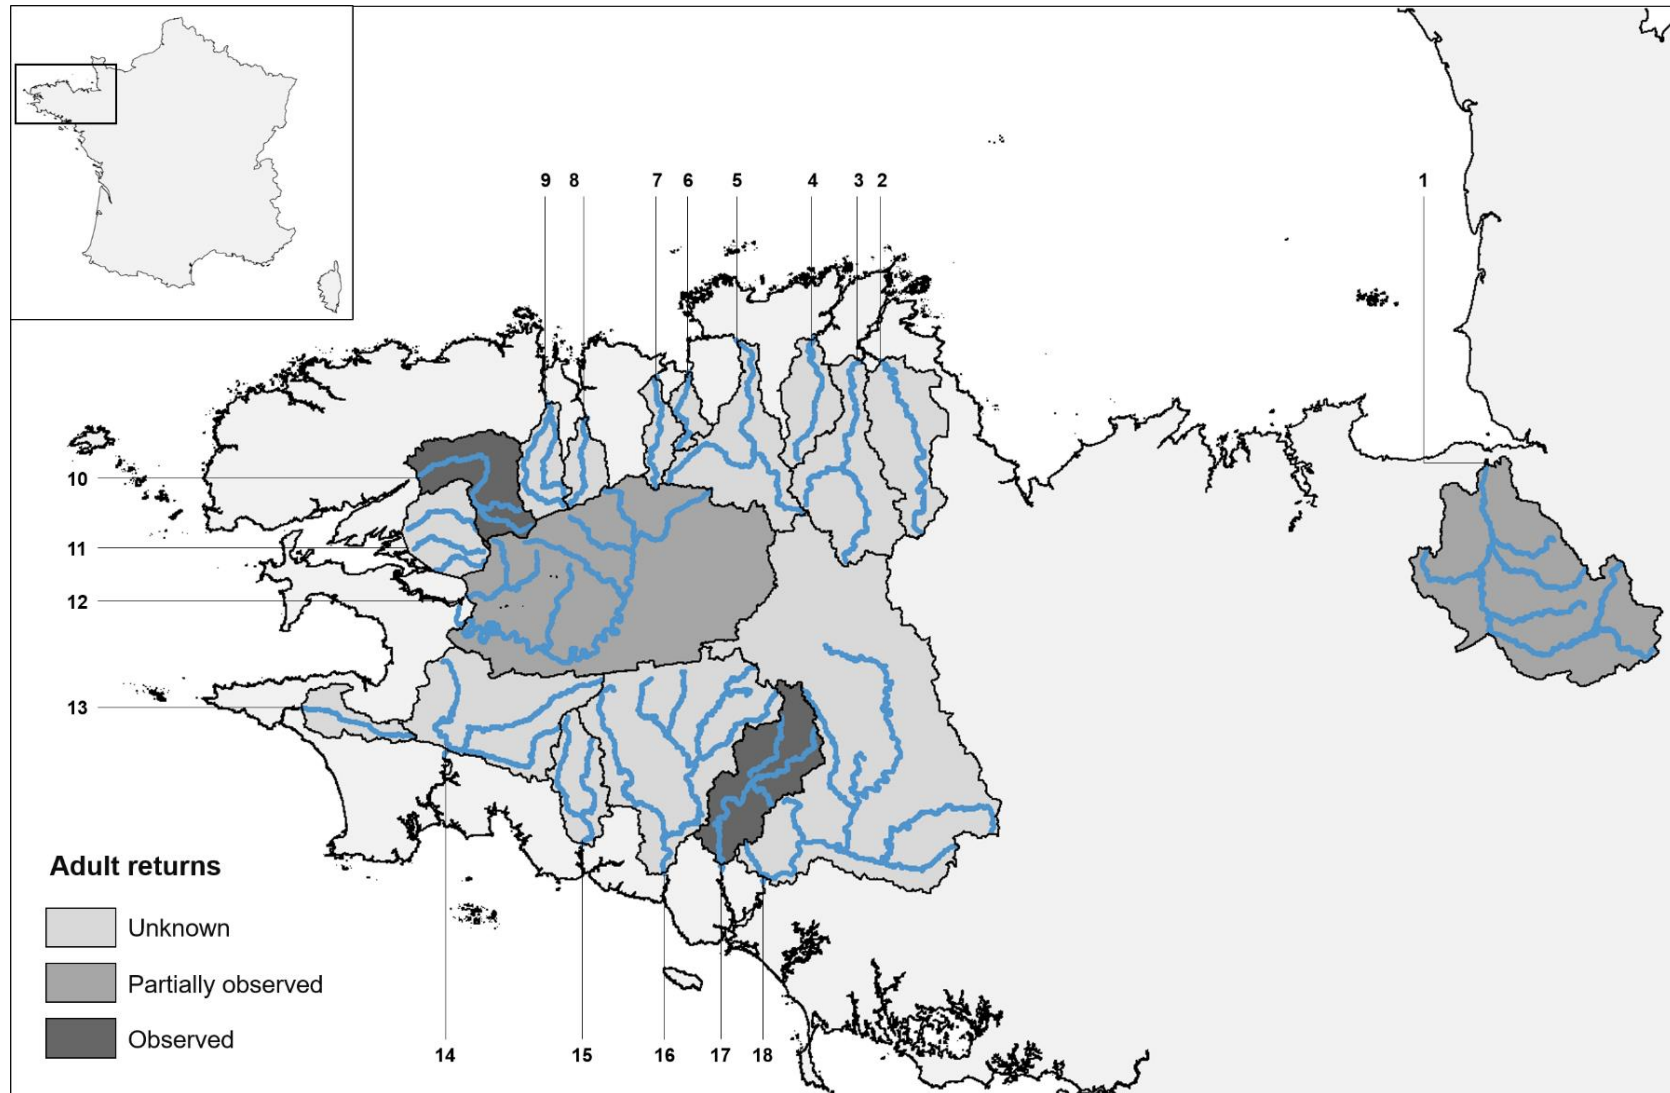 9 8 7 6 5 4 3 2 1
10
11
12
13
Adult returns
Unknown
Partially observed
Observed
14 15 16 17 18